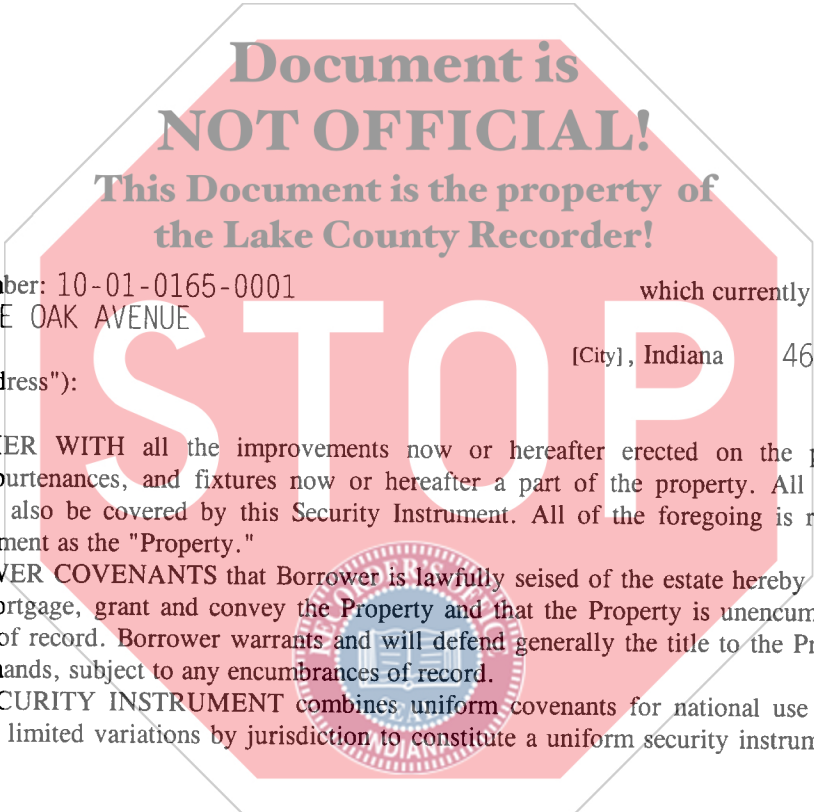 Document is
NOT OFFICIAL!
This Document is the property of
the Lake County Recorder!
ber: 10-01-0165-0001 which currently
E OAK AVENUE
[City], Indiana 46
dress"):
STOP
ER WITH all the improvements now or hereafter erected on the p
urtenances, and fixtures now or hereafter a part of the property. All
also be covered by this Security Instrument. All of the foregoing is r
ment as the "Property."
VER COVENANTS that Borrower is lawfully seised of the estate hereby
ortgage, grant and convey the Property and that the Property is unencum
of record. Borrower warrants and will defend generally the title to the Pr
ands, subject to any encumbrances of record.
CURITY INSTRUMENT combines uniform covenants for national use
limited variations by jurisdiction to constitute a uniform security instrum
INDIANA